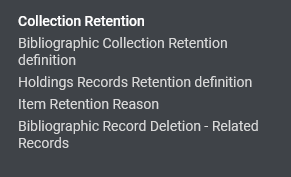 Collection Retention
Bibliographic Collection Retention
definition
Holdings Records Retention definition
Item Retention Reason
Bibliographic Record Deletion - Related
Records